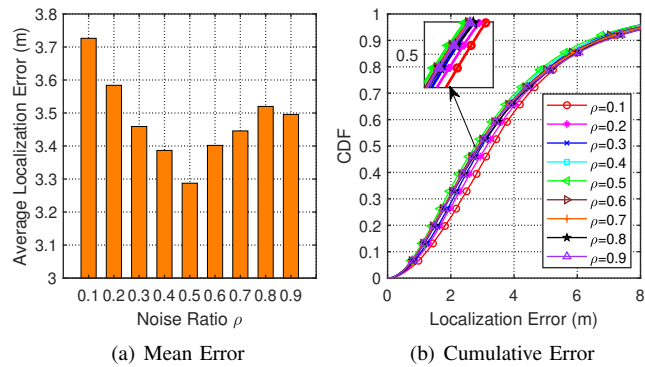 3.8
3.7
3.6
3.5
3.4
3.3
3.2
3.1
3
Average Localization Error (m)
0.1 0.2 0.3 0.4 0.5 0.6 0.7 0.8 0.9
Noise Ratio ρ
(a) Mean Error
1
0.9
0.8
0.7
0.6
0.5
0.4
0.3
0.2
0.1
0
CDF
0.5
ρ=0.1
ρ=0.2
ρ=0.3
ρ=0.4
ρ=0.5
ρ=0.6
ρ=0.7
ρ=0.8
ρ=0.9
0 2 4 6 8
Localization Error (m)
(b) Cumulative Error